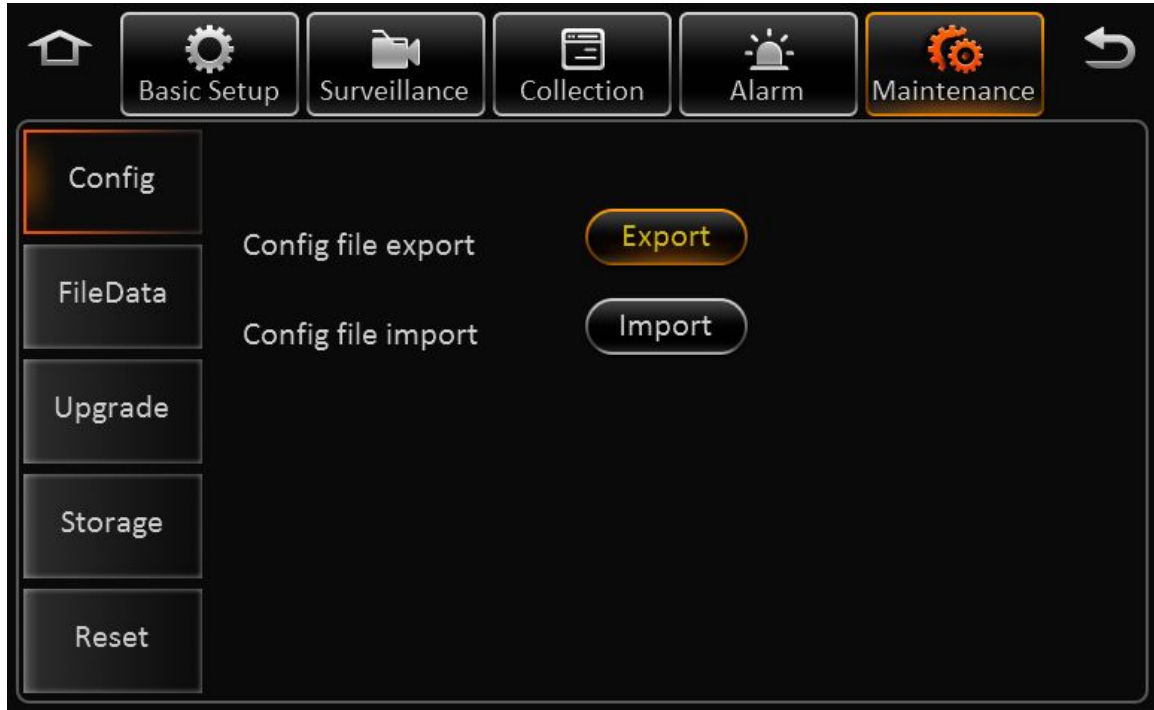 Basic Setup
Surveillance
Collection
Alarm
Maintenance
Config
FileData
Upgrade
Storage
Reset
Config file export
Export
Config file import
Import